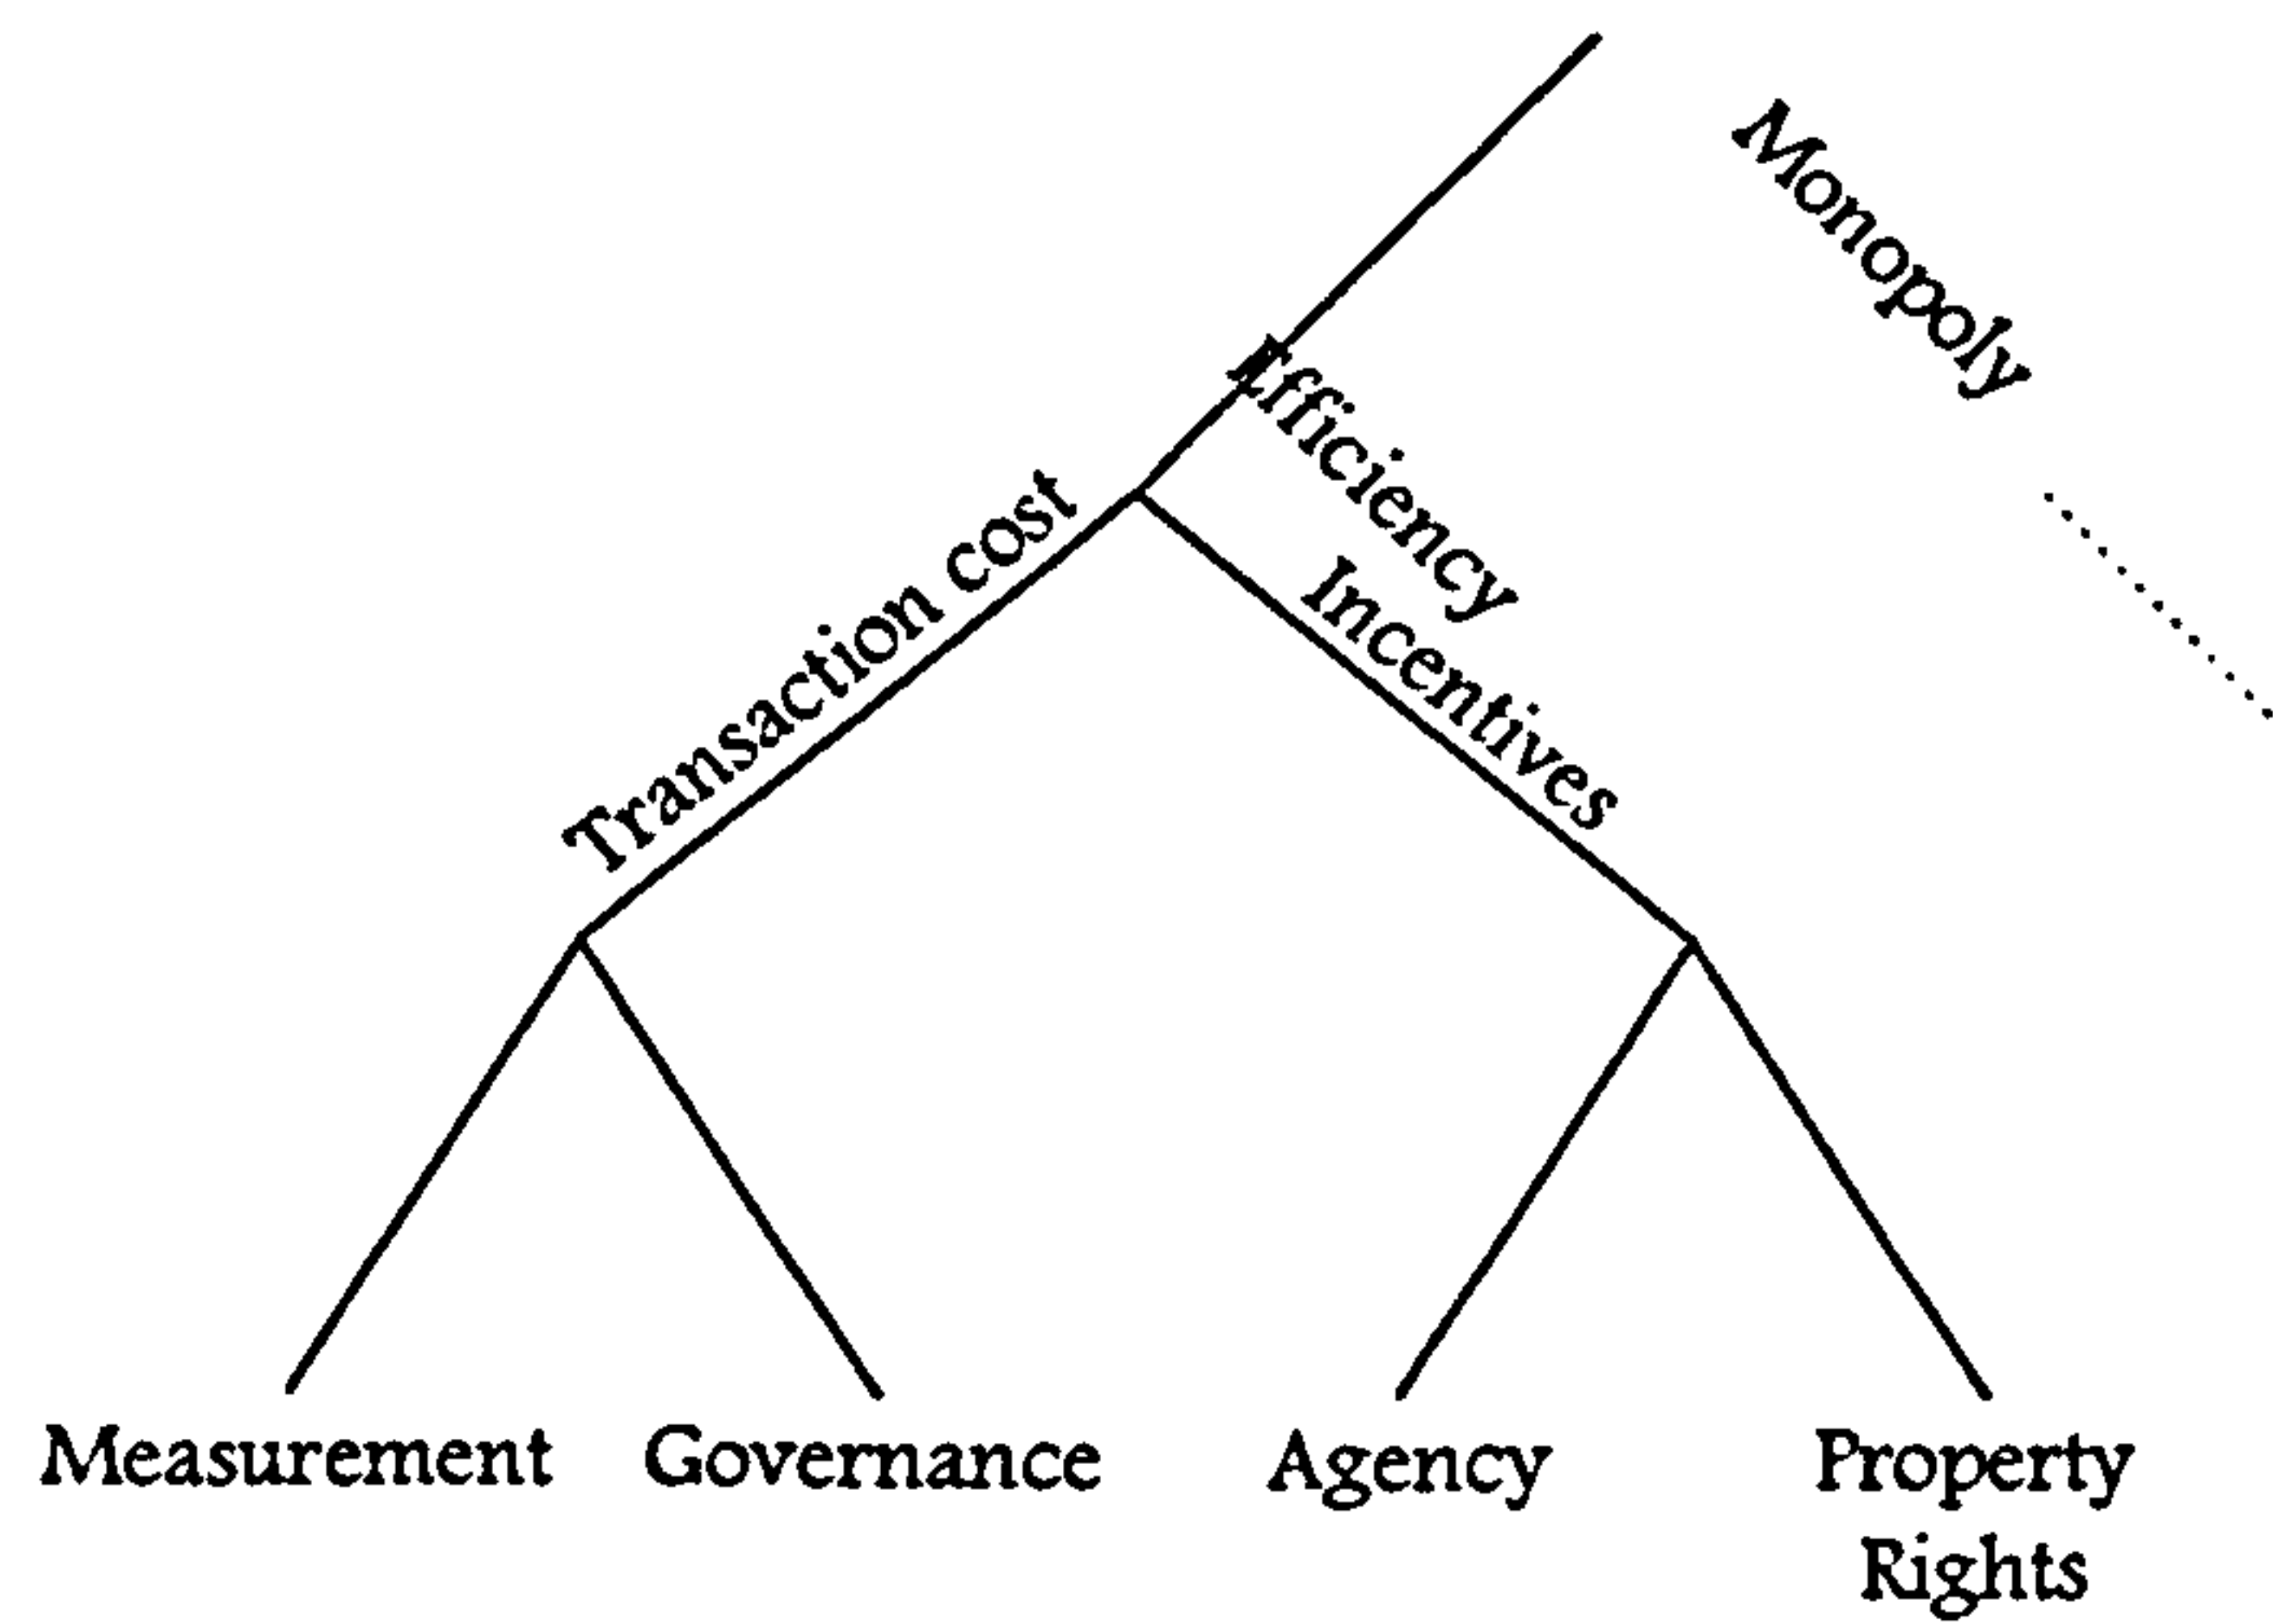 Monopoly
Efficiency
Transaction cost
Incentives
Measurement
Governance
Agency
Property
Rights